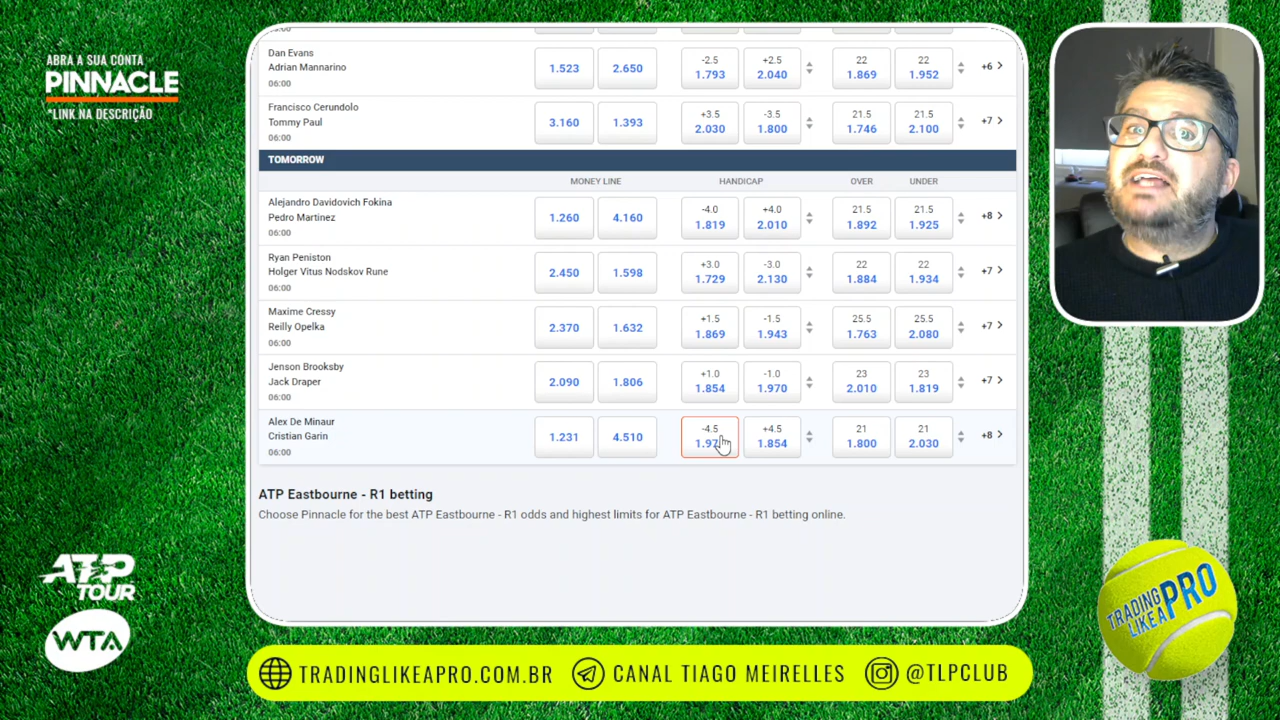 ABRA A SUA CONTA
PINNACLE
*LINK NA DESCRIÇÃO
Dan Evans
Adrian Mannarino
06:00
1.523 2.650 -2.5 1.793 +2.5 2.040 22 1.869 22 1.952 +6 >
Francisco Cerundolo
Tommy Paul
06:00
3.160 1.393 +3.5 2.030 -3.5 1.800 21.5 1.746 21.5 2.100 +7 >
TOMORROW
MONEY LINE HANDICAP OVER UNDER
Alejandro Davidovich Fokina
Pedro Martinez
06:00
1.260 4.160 -4.0 1.819 +4.0 2.010 21.5 1.892 21.5 1.925 +8 >
Ryan Peniston
Holger Vitus Nodskov Rune
06:00
2.450 1.598 +3.0 1.729 -3.0 2.130 22 1.884 22 1.934 +7 >
Maxime Cressy
Reilly Opelka
06:00
2.370 1.632 +1.5 1.869 -1.5 1.943 25.5 1.763 25.5 2.080 +7 >
Jenson Brooksby
Jack Draper
06:00
2.090 1.806 +1.0 1.854 -1.0 1.970 23 2.010 23 1.819 +7 >
Alex De Minaur
Cristian Garin
06:00
1.231 4.510 -4.5 +4.5 1.854 21 1.800 21 2.030 +8 >
ATP Eastbourne - R1 betting
Choose Pinnacle for the best ATP Eastbourne - R1 odds and highest limits for ATP Eastbourne - R1 betting online.
ATP
TOUR
WTA
TRADING
LIKE A
PRO
TRADINGLIKEAPRO.COM.BR CANAL TIAGO MEIRELLES @TLPCLUB